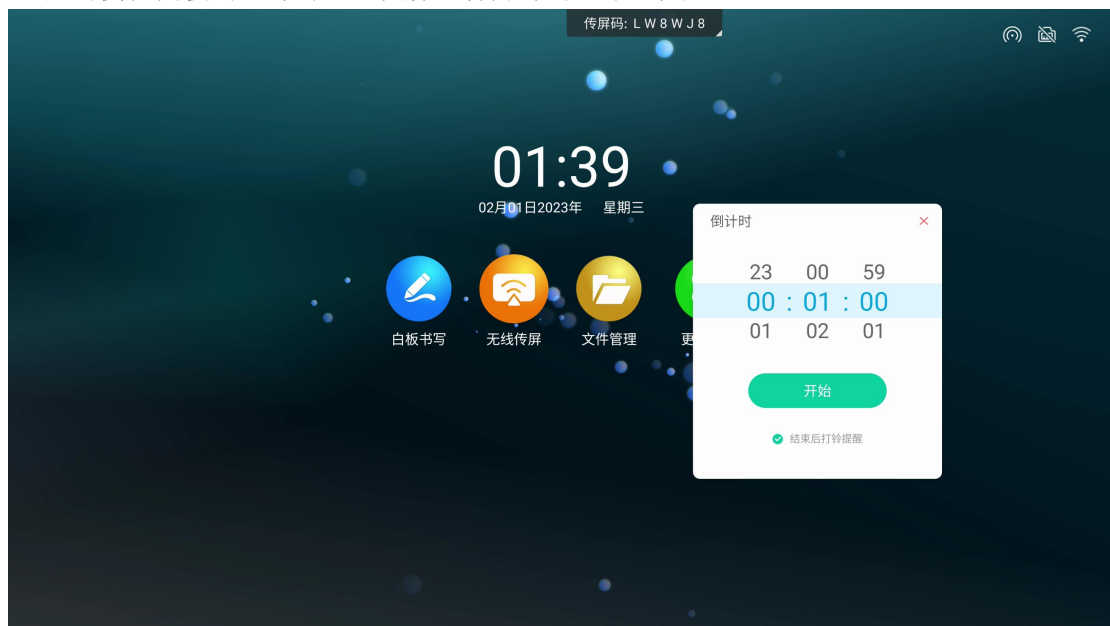 传屏码: LW8WJ8
01:39
02月01日2023年 星期三
白板书写 无线传屏 文件管理 更
倒计时
23 00 59
00 : 01 : 00
01 02 01
开始
结束后打铃提醒